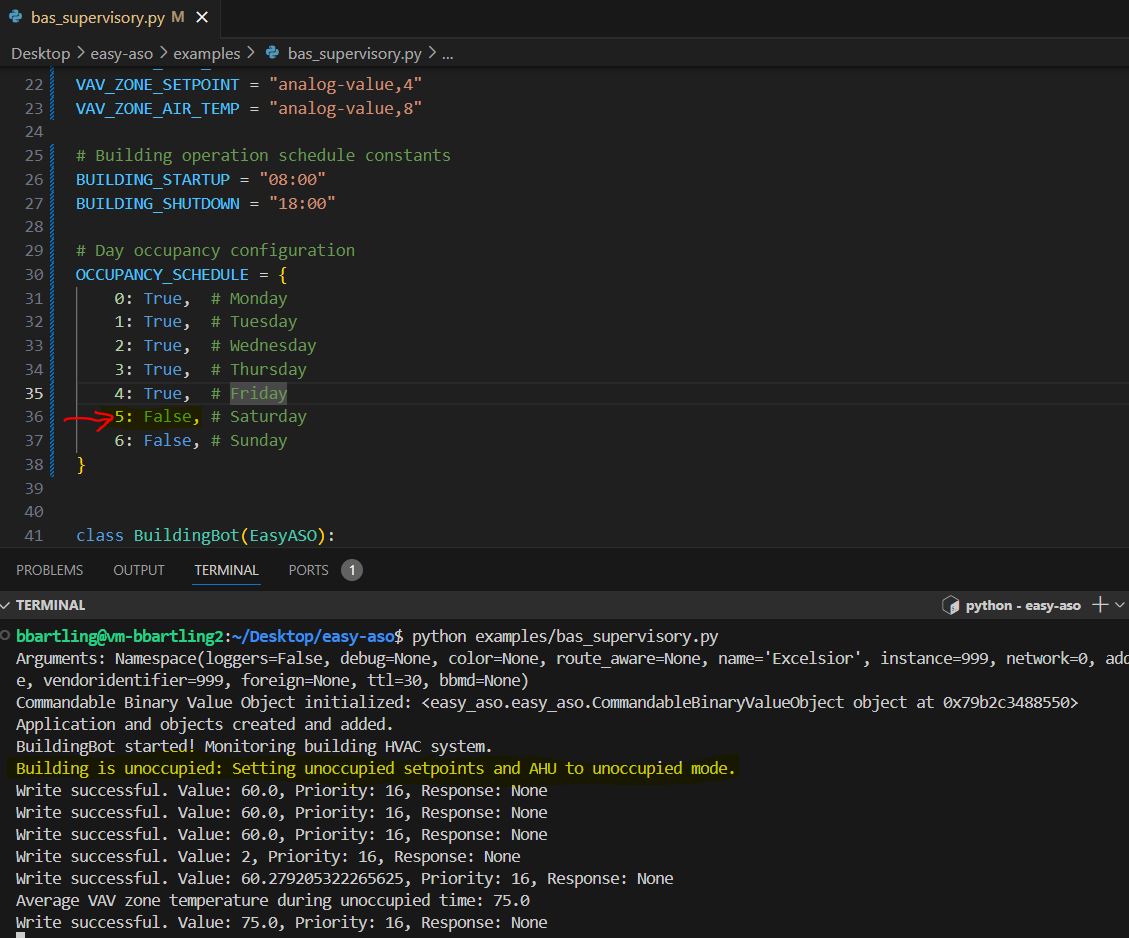 bas_supervisory.py M ×
Desktop > easy-aso > examples > bas_supervisory.py > ...
22 VAV_ZONE_SETPOINT = "analog-value,4"
23 VAV_ZONE_AIR_TEMP = "analog-value,8"
24
25 # Building operation schedule constants
26 BUILDING_STARTUP = "08:00"
27 BUILDING_SHUTDOWN = "18:00"
28
29 # Day occupancy configuration
30 OCCUPANCY_SCHEDULE = {
31 0: True, # Monday
32 1: True, # Tuesday
33 2: True, # Wednesday
34 3: True, # Thursday
35 4: True, # Friday
36 5: False, # Saturday
37 6: False, # Sunday
38 }
39
40
41 class BuildingBot(EasyASO):
PROBLEMS OUTPUT TERMINAL PORTS 1
TERMINAL python - easy-aso
bbartling@vm-bbartling2:~/Desktop/easy-aso$ python examples/bas_supervisory.py
Arguments: Namespace(loggers=False, debug=None, color=None, route_aware=None, name='Excelsior', instance=999, network=0, add
e, vendoridentifier=999, foreign=None, ttl=30, bbmd=None)
Commandable Binary Value Object initialized: <easy_aso.easy_aso.CommandableBinaryValueObject object at 0x79b2c3488550>
Application and objects created and added.
BuildingBot started! Monitoring building HVAC system.
Building is unoccupied: Setting unoccupied setpoints and AHU to unoccupied mode.
Write successful. Value: 60.0, Priority: 16, Response: None
Write successful. Value: 60.0, Priority: 16, Response: None
Write successful. Value: 60.0, Priority: 16, Response: None
Write successful. Value: 2, Priority: 16, Response: None
Write successful. Value: 60.279205322265625, Priority: 16, Response: None
Average VAV zone temperature during unoccupied time: 75.0
Write successful. Value: 75.0, Priority: 16, Response: None